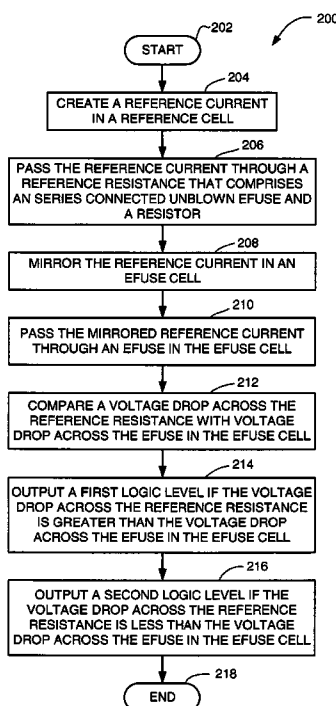 200
202
START
204
CREATE A REFERENCE CURRENT
IN A REFERENCE CELL
206
PASS THE REFERENCE CURRENT THROUGH A
REFERENCE RESISTANCE THAT COMPRISES
AN SERIES CONNECTED UNBLOWN EFUSE AND
A RESISTOR
208
MIRROR THE REFERENCE CURRENT IN AN
EFUSE CELL
210
PASS THE MIRRORED REFERENCE CURRENT
THROUGH AN EFUSE IN THE EFUSE CELL
212
COMPARE A VOLTAGE DROP ACROSS THE
REFERENCE RESISTANCE WITH VOLTAGE
DROP ACROSS THE EFUSE IN THE EFUSE CELL
214
OUTPUT A FIRST LOGIC LEVEL IF THE VOLTAGE
DROP ACROSS THE REFERENCE RESISTANCE
IS GREATER THAN THE VOLTAGE DROP
ACROSS THE EFUSE IN THE EFUSE CELL
216
OUTPUT A SECOND LOGIC LEVEL IF THE
VOLTAGE DROP ACROSS THE REFERENCE
RESISTANCE IS LESS THAN THE VOLTAGE
DROP ACROSS THE EFUSE IN THE EFUSE CELL
218
END